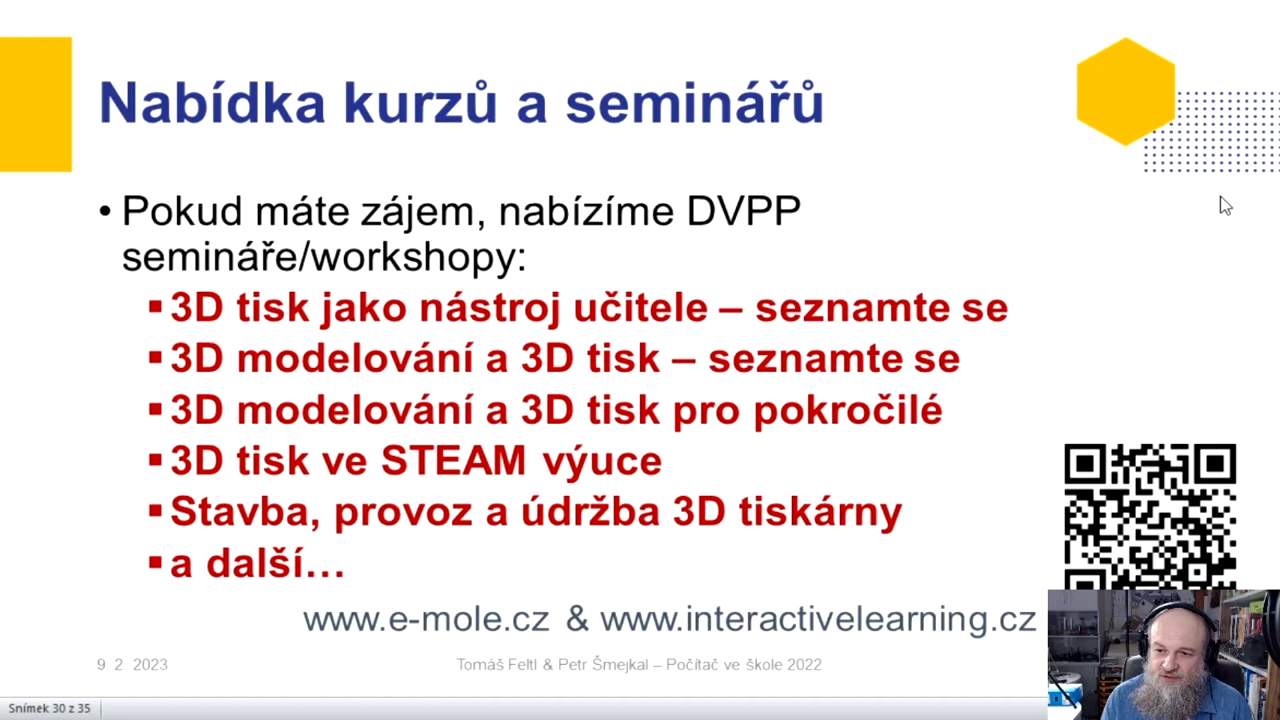 Nabídka kurzů a seminářů
• Pokud máte zájem, nabízíme DVPP
semináře/workshopy:
▪ 3D tisk jako nástroj učitele – seznamte se
▪ 3D modelování a 3D tisk – seznamte se
▪ 3D modelování a 3D tisk pro pokročilé
▪ 3D tisk ve STEAM výuce
▪ Stavba, provoz a údržba 3D tiskárny
▪ a další…
www.e-mole.cz & www.interactivelearning.cz
9. 2. 2023
Tomáš Feltl & Petr Šmejkal – Počítač ve škole 2022
Snímek 30 z 35